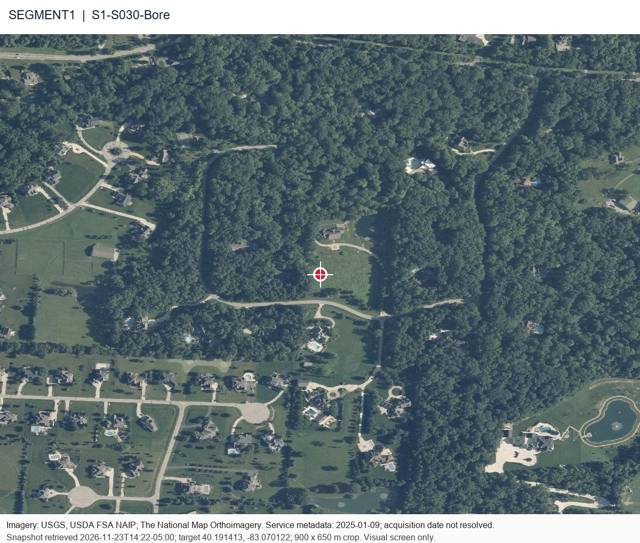 SEGMENT1 | S1-S030-Bore
Imagery: USGS, USDA FSA NAIP; The National Map Orthoimagery. Service metadata: 2025-01-09; acquisition date not resolved.
Snapshot retrieved 2026-11-23T14:22-05:00; target 40.191413, -83.070122; 900 x 650 m crop. Visual screen only.